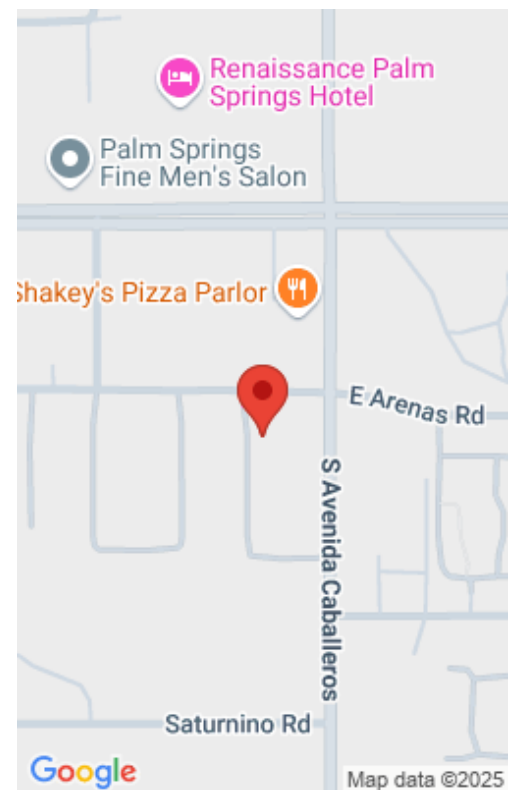 Renaissance Palm
Springs Hotel
Palm Springs
Fine Men's Salon
Shakey's Pizza Parlor
E Arenas Rd
S Avenida Caballeros
Saturnino Rd
Google
Map data ©2025